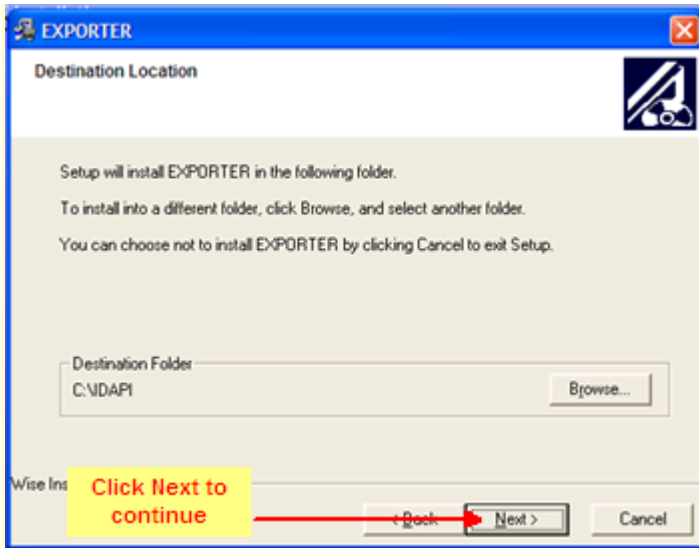 EXPORTER
Destination Location
Setup will install EXPORTER in the following folder.
To install into a different folder, click Browse, and select another folder.
You can choose not to install EXPORTER by clicking Cancel to exit Setup.
Destination Folder
C:\IDAPI
Browse...
Wise Ins
Click Next to
continue
< Back
Next >
Cancel